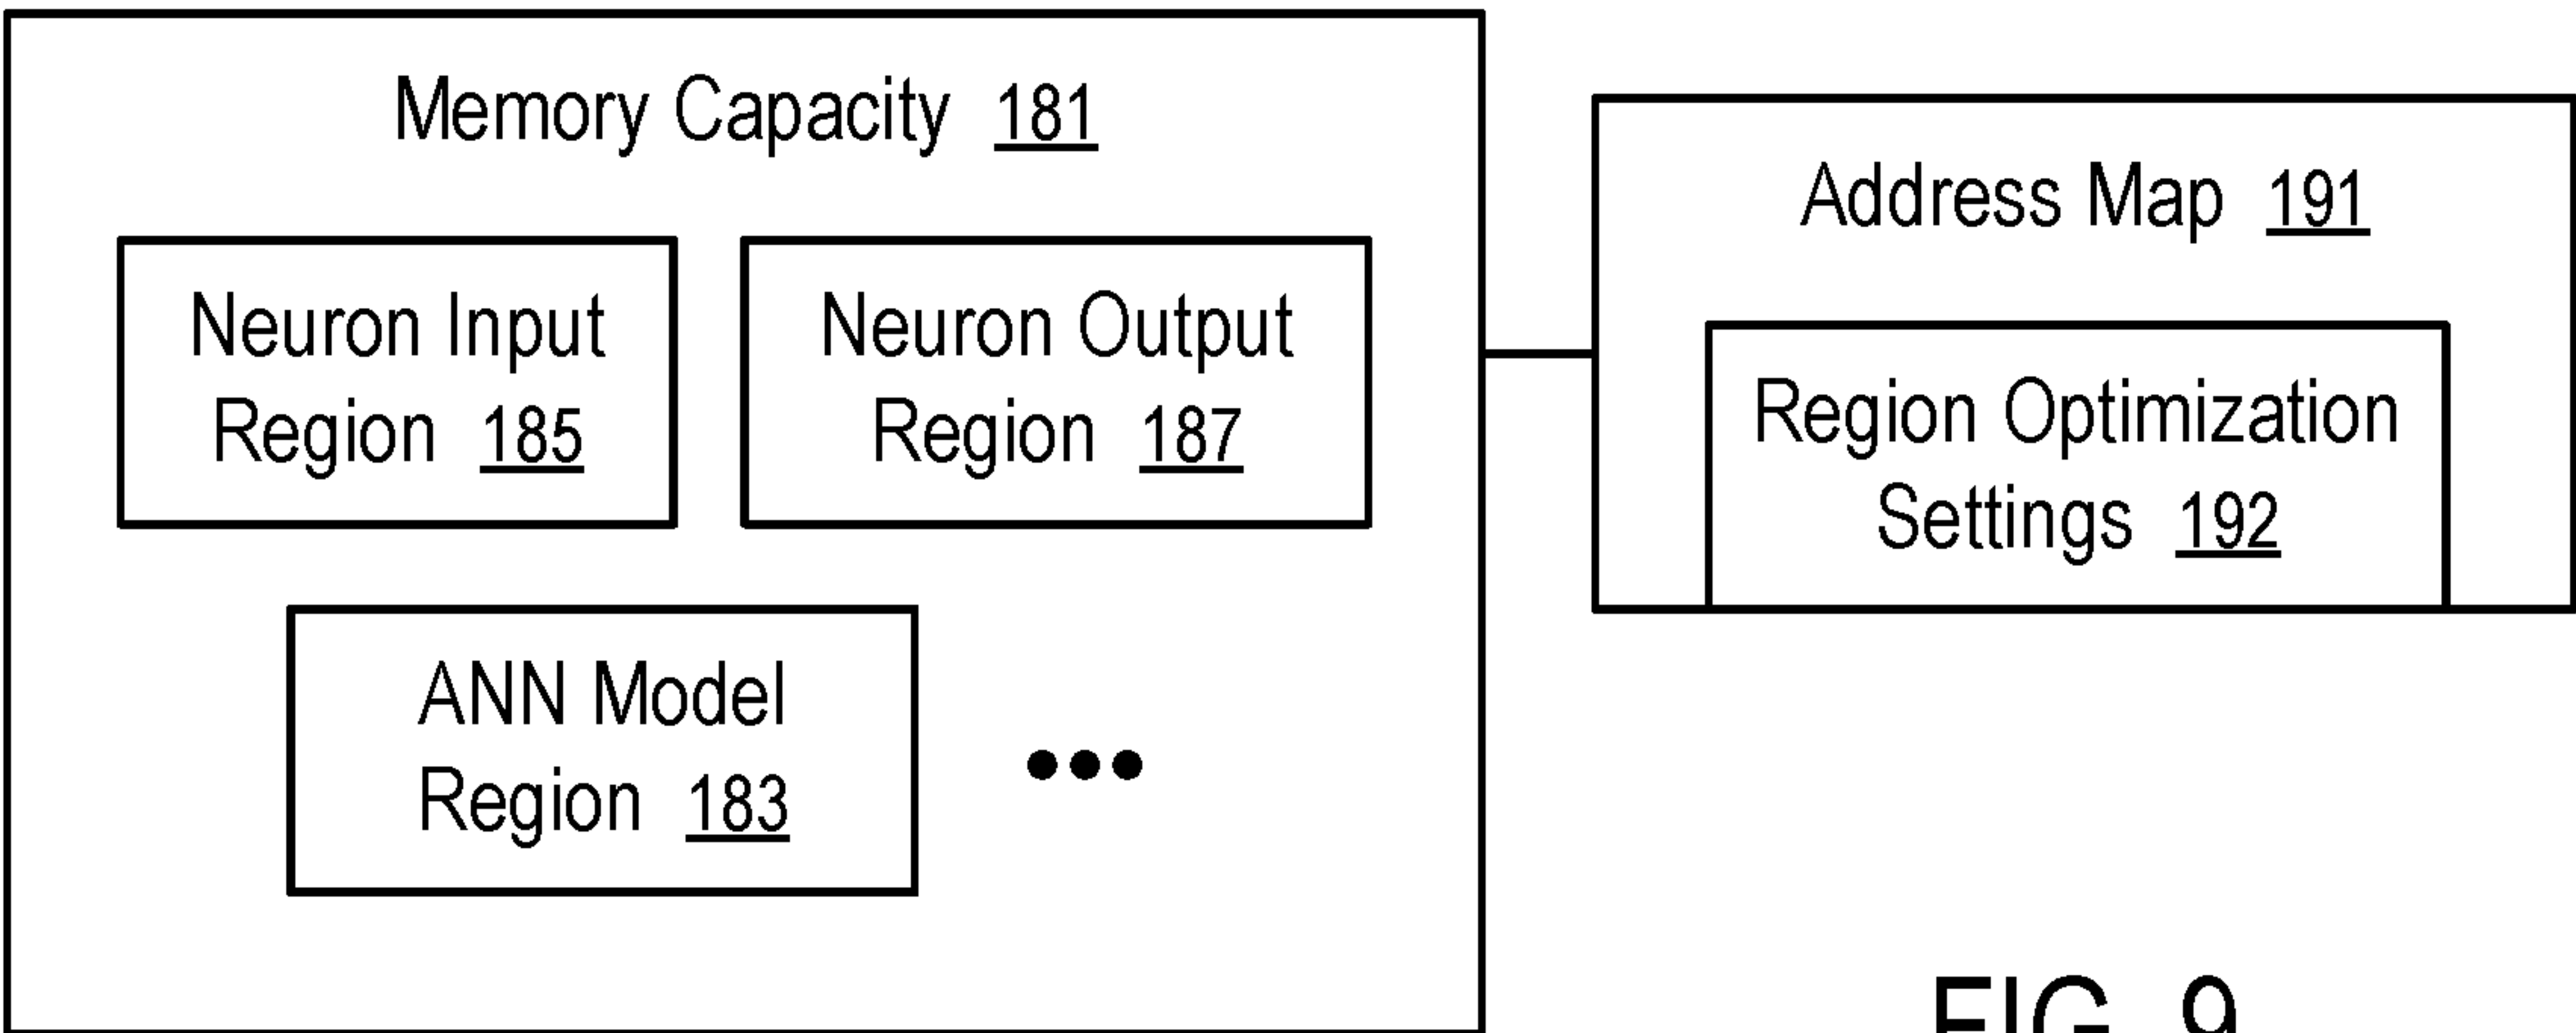 Memory Capacity 181
Neuron Input
Region 185
Neuron Output
Region 187
ANN Model
Region 183
Address Map 191
Region Optimization
Settings 192
FIG. 9